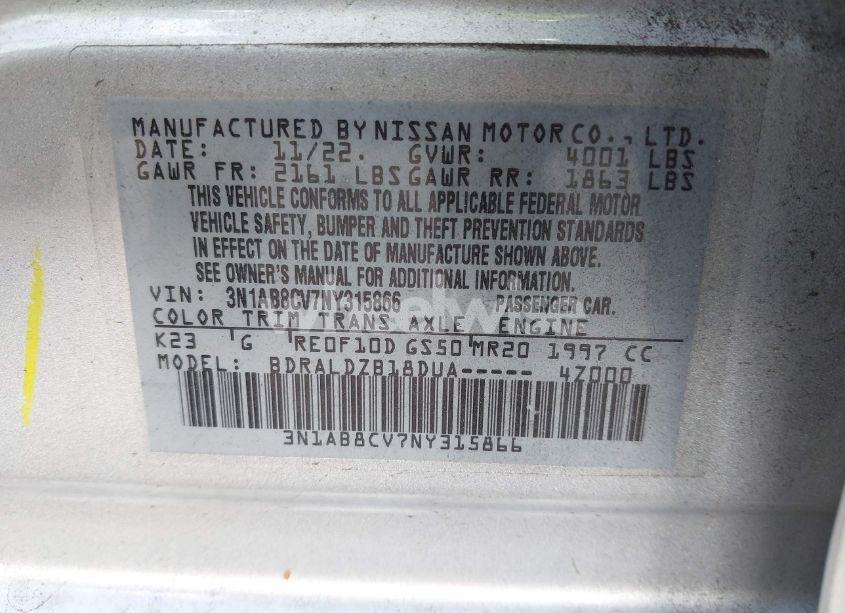 MANUFACTURED BY NISSAN MOTOR CO., LTD.
DATE: 11/22. GVWR: 4001 LBS
GAWR FR: 2161 LBS GAWR RR: 1863 LBS
THIS VEHICLE CONFORMS TO ALL APPLICABLE FEDERAL MOTOR
VEHICLE SAFETY, BUMPER AND THEFT PREVENTION STANDARDS
IN EFFECT ON THE DATE OF MANUFACTURE SHOWN ABOVE.
SEE OWNER'S MANUAL FOR ADDITIONAL INFORMATION.
VIN: 3N1AB8CV7NY315866 PASSENGER CAR.
COLOR TRIM TRANS AXLE ENGINE
K23 G RE0F10D GS50 MR20 1997 CC
MODEL: BDRALDZB18DUA----- 4Z000
3N1AB8CV7NY315866